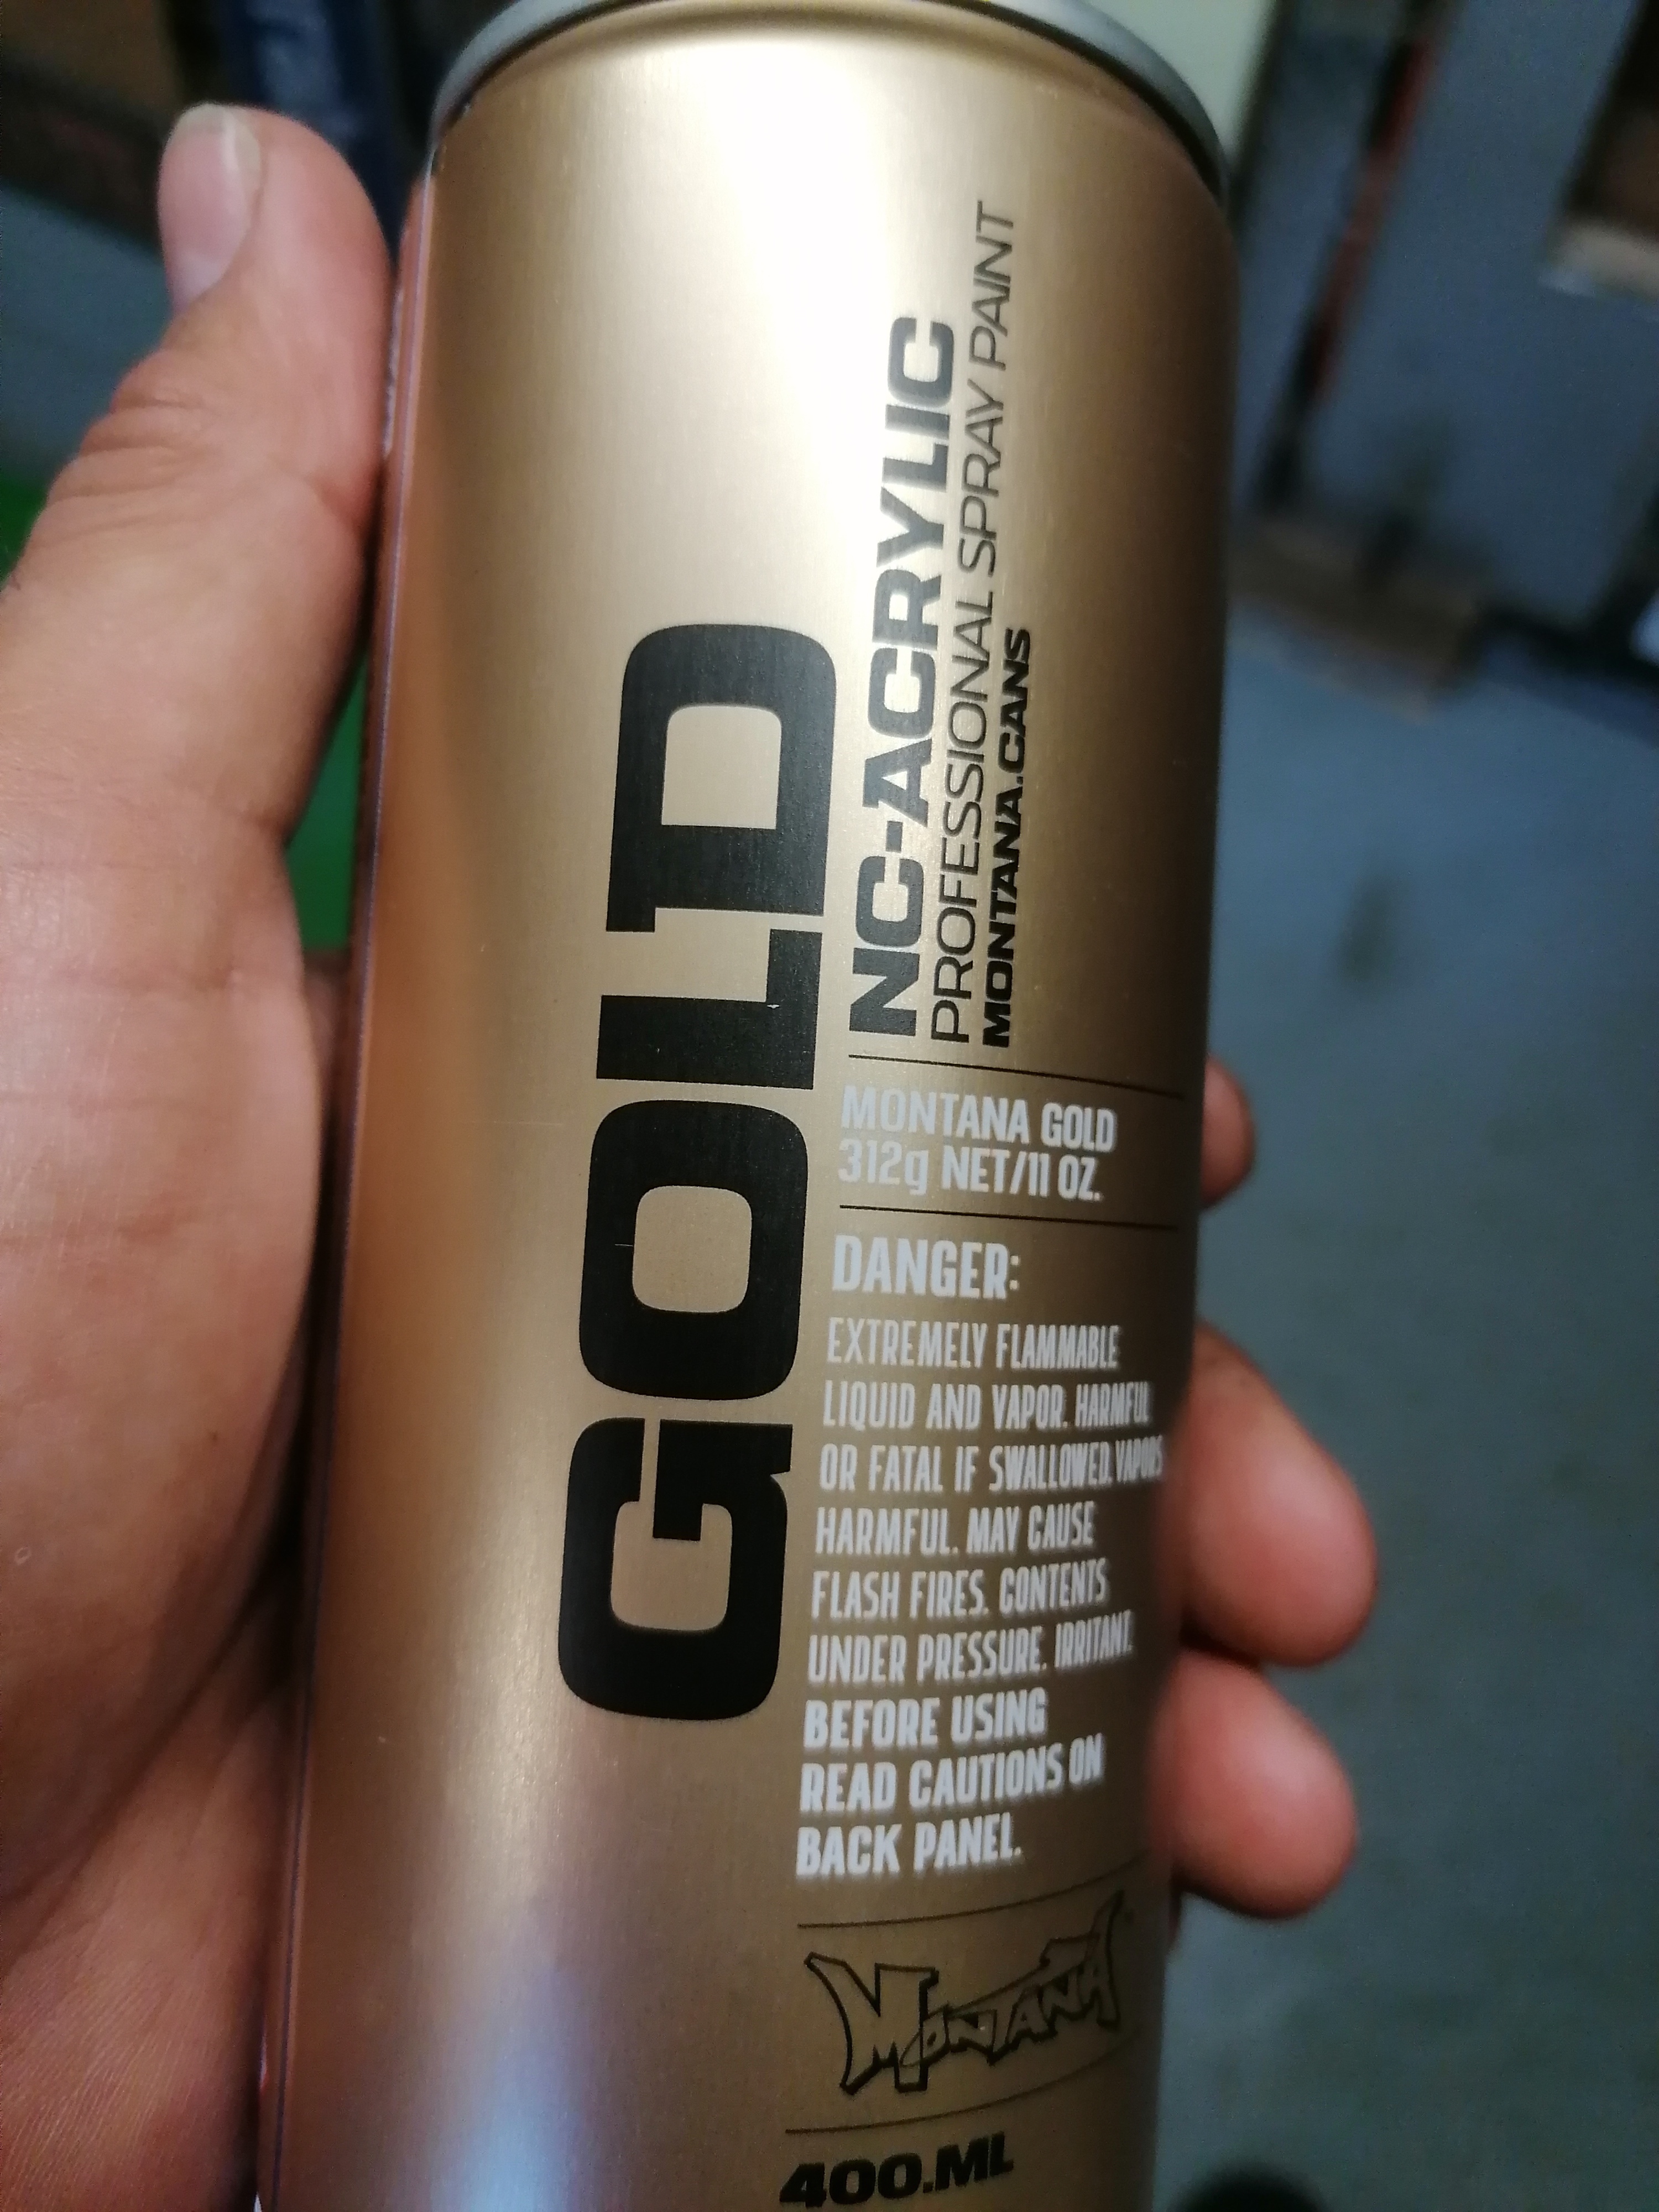 GOLD
NC-ACRYLIC
PROFESSIONAL SPRAY PAINT
MONTANA.CANS
MONTANA GOLD
312g NET/11 OZ.
DANGER:
EXTREMELY FLAMMABLE
LIQUID AND VAPOR. HARMFUL
OR FATAL IF SWALLOWED. VAPORS
HARMFUL. MAY CAUSE
FLASH FIRES. CONTENTS
UNDER PRESSURE. IRRITANT.
BEFORE USING
READ CAUTIONS ON
BACK PANEL.
MONTANA
400.ML